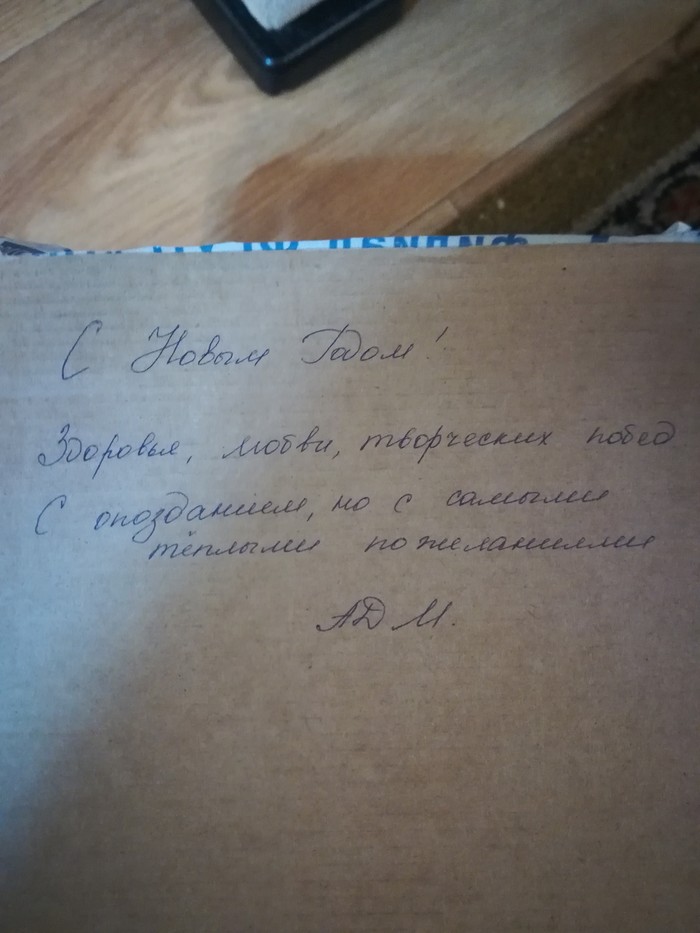 С Новым Годом!
Здоровья, любви, творческих побед
С опозданием, но с самыми
тёплыми пожеланиями
АДМ.